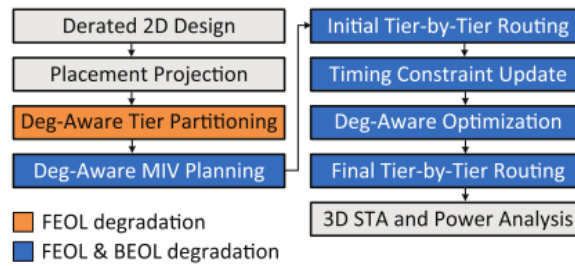 Derated 2D Design
Placement Projection
Deg-Aware Tier Partitioning
Deg-Aware MIV Planning
FEOL degradation
FEOL & BEOL degradation
Initial Tier-by-Tier Routing
Timing Constraint Update
Deg-Aware Optimization
Final Tier-by-Tier Routing
3D STA and Power Analysis